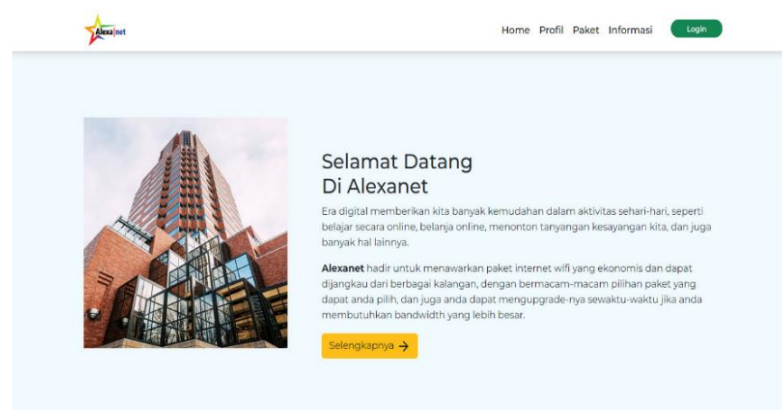 Alexa|net
Home Profil Paket Informasi Login
Selamat Datang
Di Alexanet
Era digital memberikan kita banyak kemudahan dalam aktivitas sehari-hari, seperti
belajar secara online, belanja online, menonton tanyangan kesayangan kita, dan juga
banyak hal lainnya.
Alexanet hadir untuk menawarkan paket internet wifi yang ekonomis dan dapat
dijangkau dari berbagai kalangan, dengan bermacam-macam pilihan paket yang
dapat anda pilih, dan juga anda dapat mengupgrade-nya sewaktu-waktu jika anda
membutuhkan bandwidth yang lebih besar.
Selengkapnya →